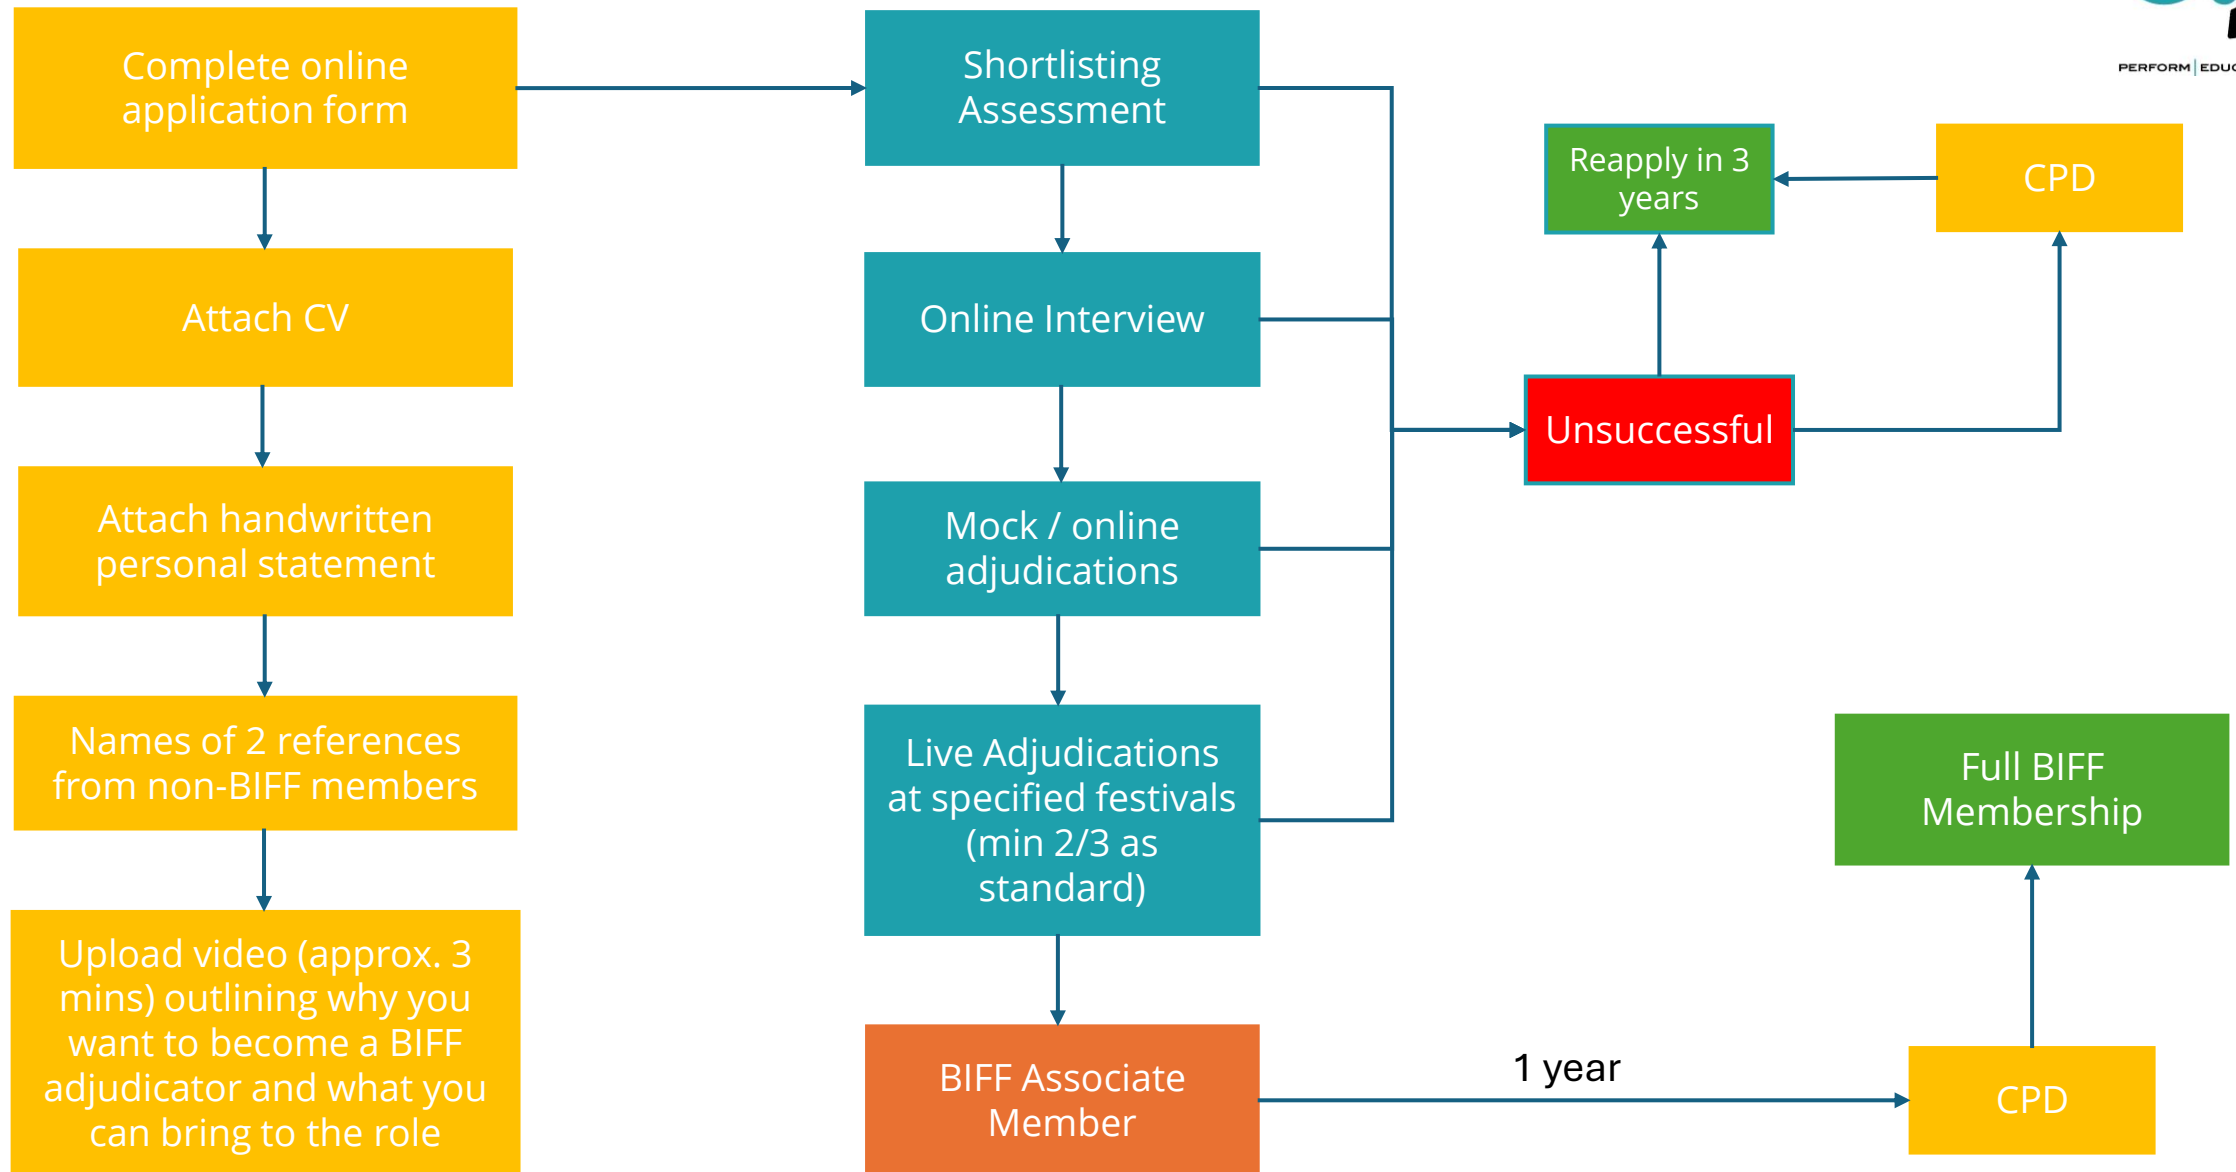 Complete online
application form
Attach CV
Attach handwritten
personal statement
Names of 2 references
from non-BIFF members
Upload video (approx. 3
mins) outlining why you
want to become a BIFF
adjudicator and what you
can bring to the role
Shortlisting
Assessment
Online Interview
Mock / online
adjudications
Live Adjudications
at specified festivals
(min 2/3 as
standard)
BIFF Associate
Member
1 year
CPD
Full BIFF
Membership
Unsuccessful
Reapply in 3
years
CPD
PERFORM